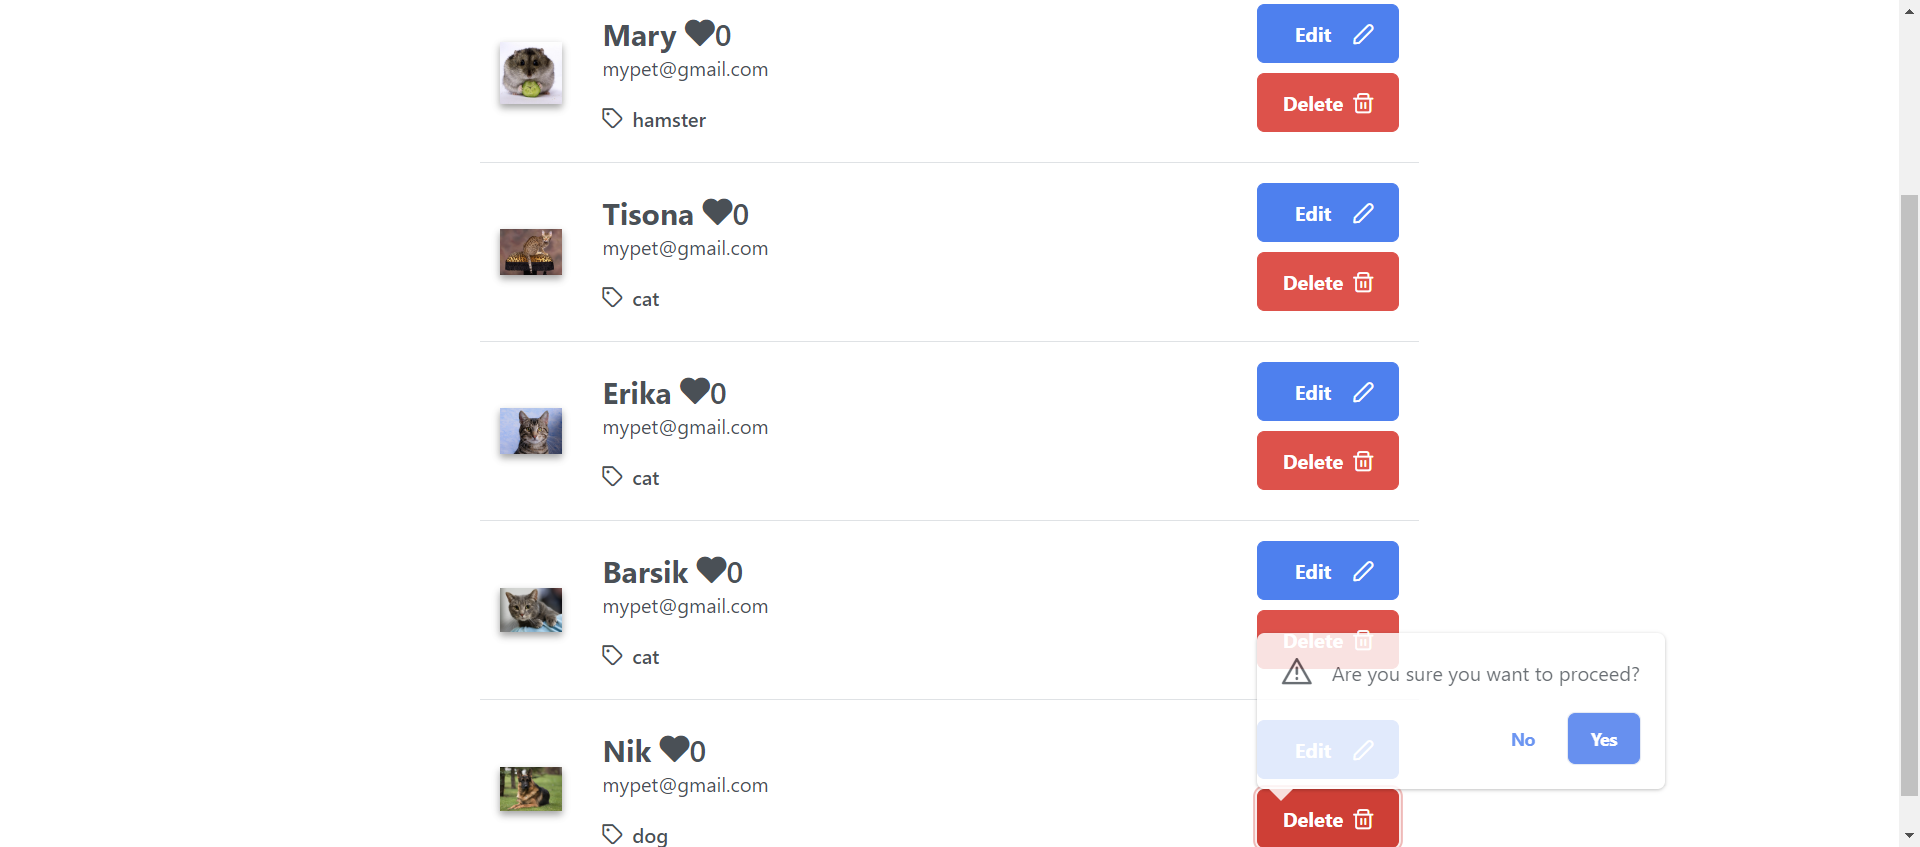 Mary 0
mypet@gmail.com
hamster
Edit
Delete
Tisona 0
mypet@gmail.com
cat
Edit
Delete
Erika 0
mypet@gmail.com
cat
Edit
Delete
Barsik 0
mypet@gmail.com
cat
Edit
Delete
Are you sure you want to proceed?
No
Yes
Nik 0
mypet@gmail.com
dog
Edit
Delete